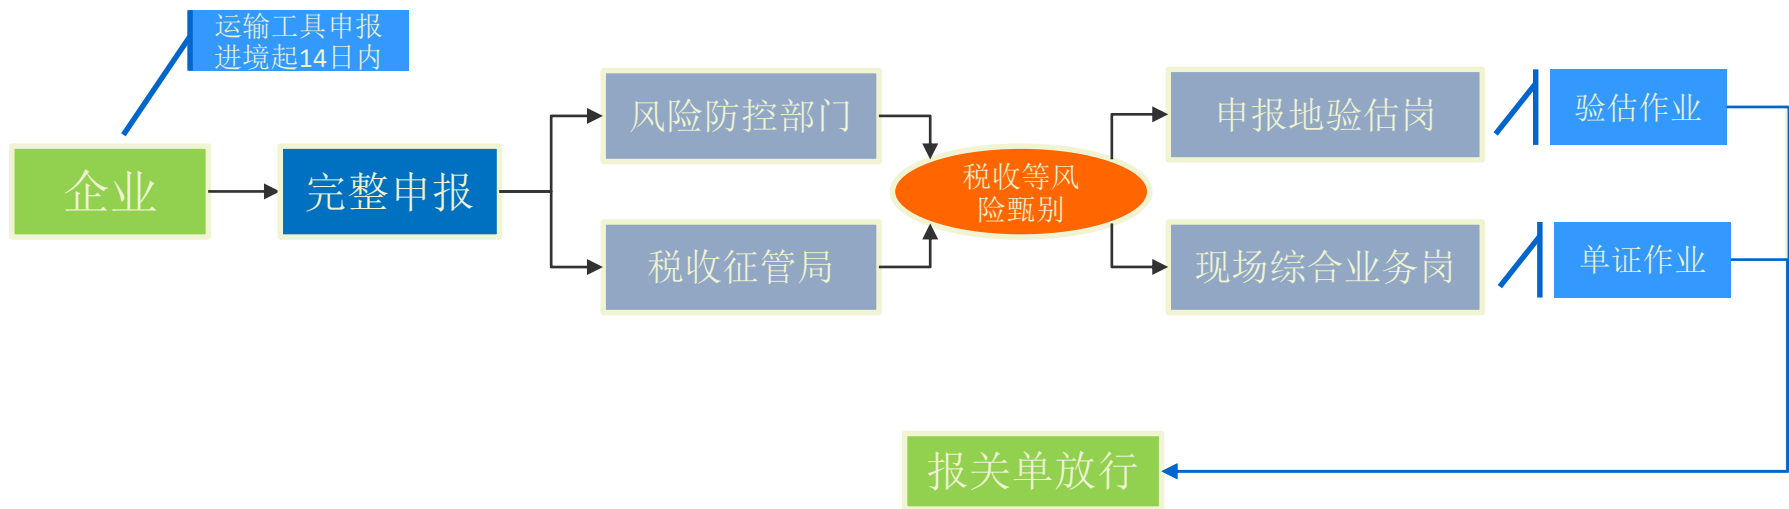 运输工具申报
进境起14日内
企业
完整申报
风险防控部门
税收征管局
税收等风
险甄别
申报地验估岗
验估作业
现场综合业务岗
单证作业
报关单放行